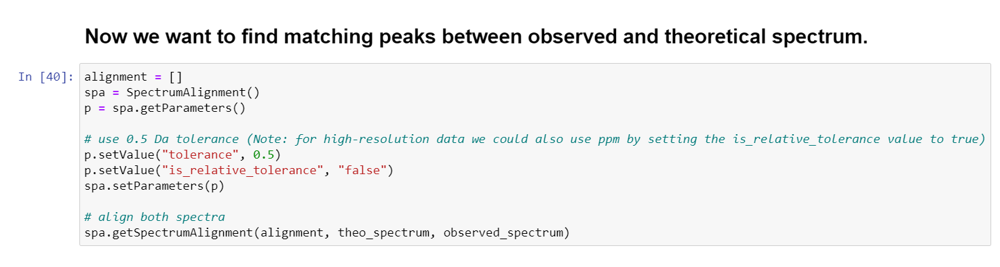 Now we want to find matching peaks between observed and theoretical spectrum.
In [40]: alignment = []
spa = SpectrumAlignment()
p = spa.getParameters()
# use 0.5 Da tolerance (Note: for high-resolution data we could also use ppm by setting the is_relative_tolerance value to true)
p.setValue("tolerance", 0.5)
p.setValue("is_relative_tolerance", "false")
spa.setParameters(p)
# align both spectra
spa.getSpectrumAlignment(alignment, theo_spectrum, observed_spectrum)